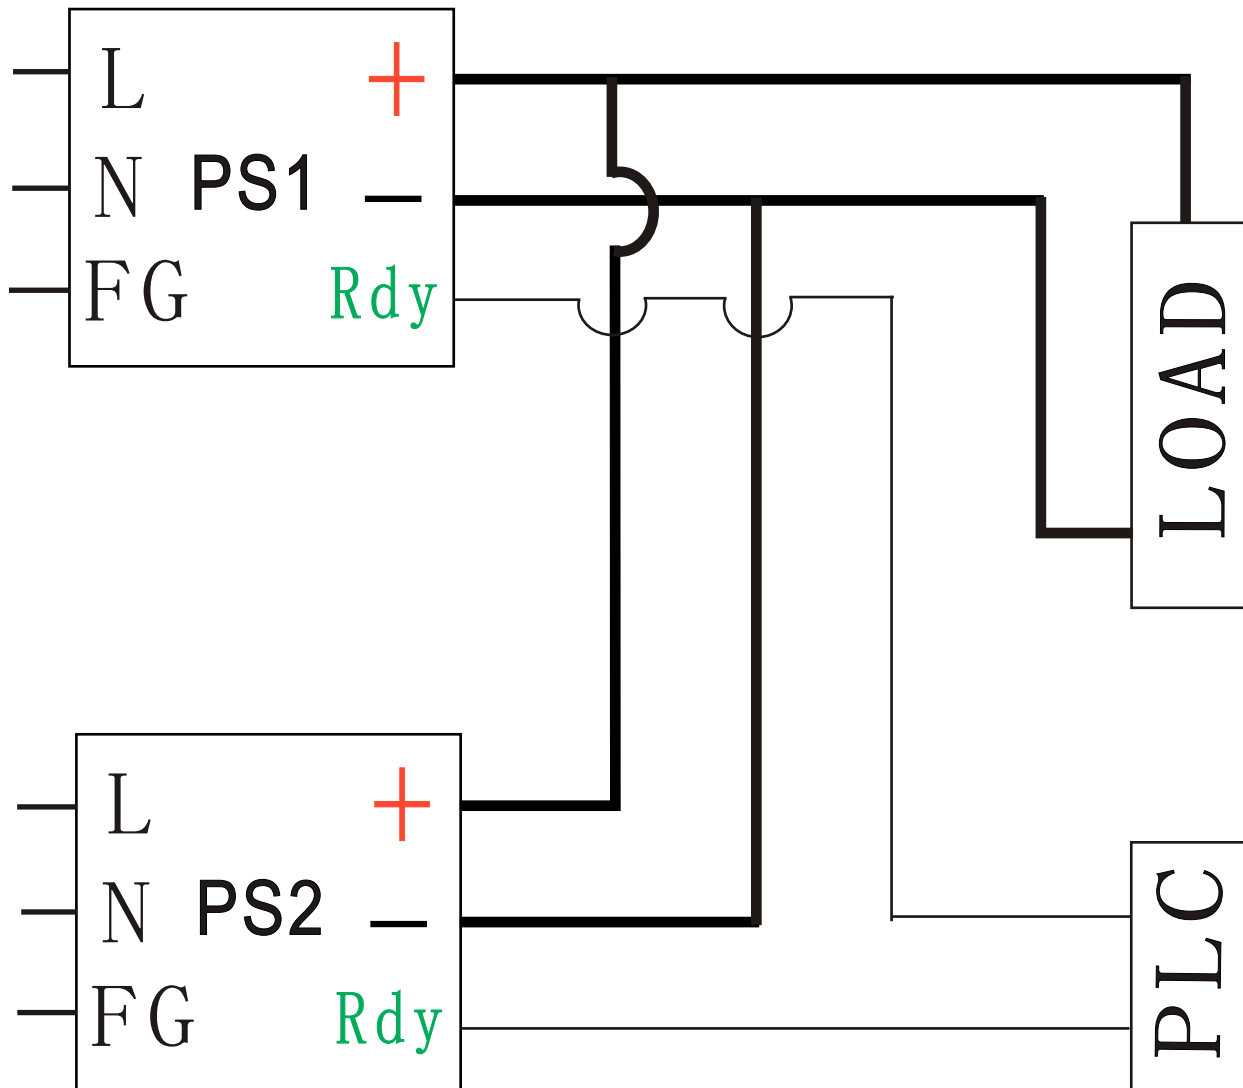 L +
N PS1 −
FG Rdy
LOAD
L +
N PS2 −
FG Rdy
PLC